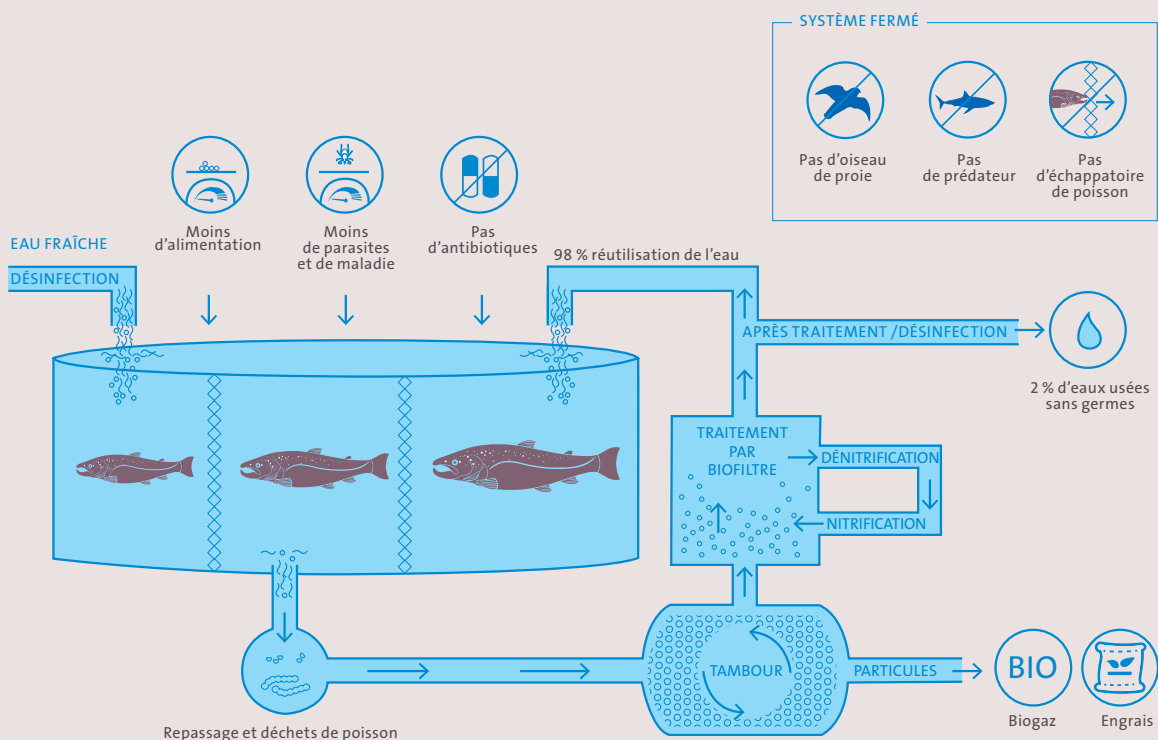 SYSTÈME FERMÉ
Pas d'oiseau
de proie
Pas
de prédateur
Pas
d'échappatoire
de poisson
Moins
d'alimentation
Moins
de parasites
et de maladie
Pas
d'antibiotiques
EAU FRAÎCHE
DÉSINFECTION
98 % réutilisation de l'eau
APRÈS TRAITEMENT /DÉSINFECTION
2 % d'eaux usées
sans germes
TRAITEMENT
PAR
BIOFILTRE
DÉNITRIFICATION
NITRIFICATION
TAMBOUR
PARTICULES
BIO
Biogaz
Engrais
Repassage et déchets de poisson